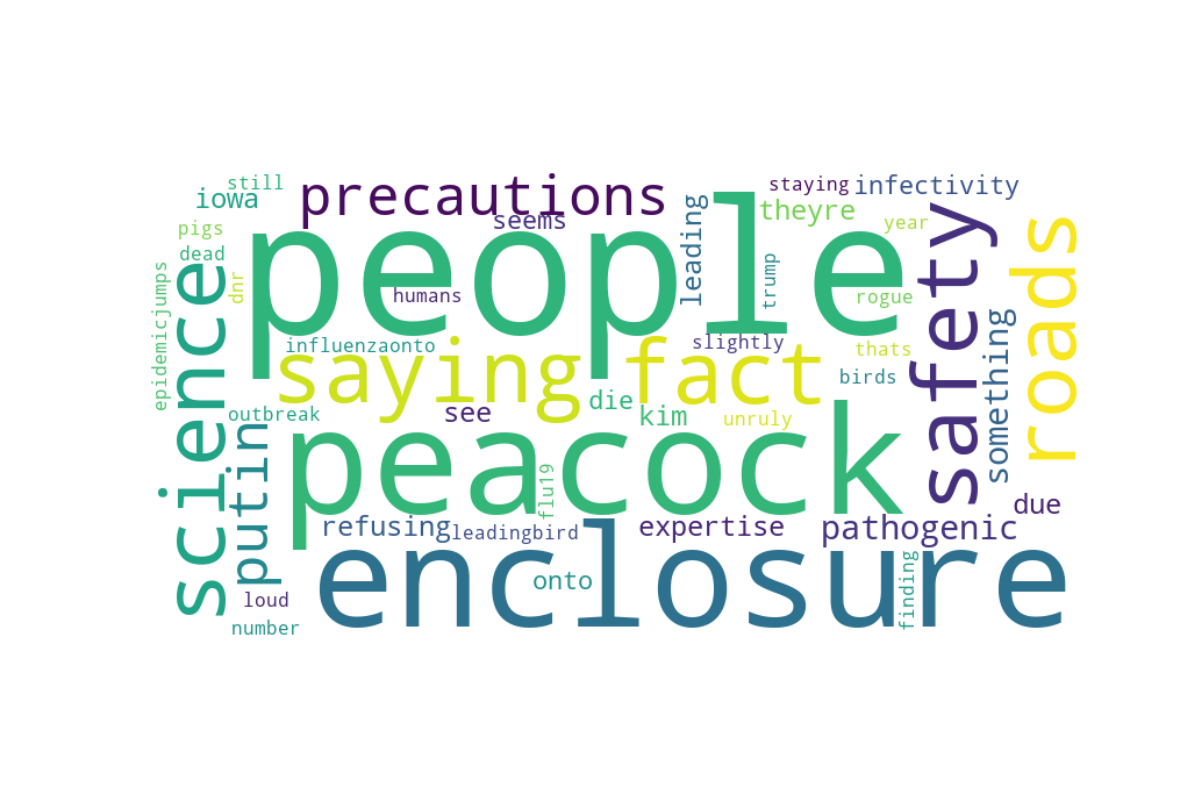 still
iowa
precautions
seems
staying
infectivity
theyre
leading
year
pigs
dead
people
safety
roads
dnr
trump
humans
rogue
science
epidemicjumps
influenzaonto
slightly
thats
saying
fact
birds
something
outbreak
see
die
kim
unruly
putin
peacock
flu19
due
refusing
leadingbird
expertise
pathogenic
enclosure
onto
finding
loud
number